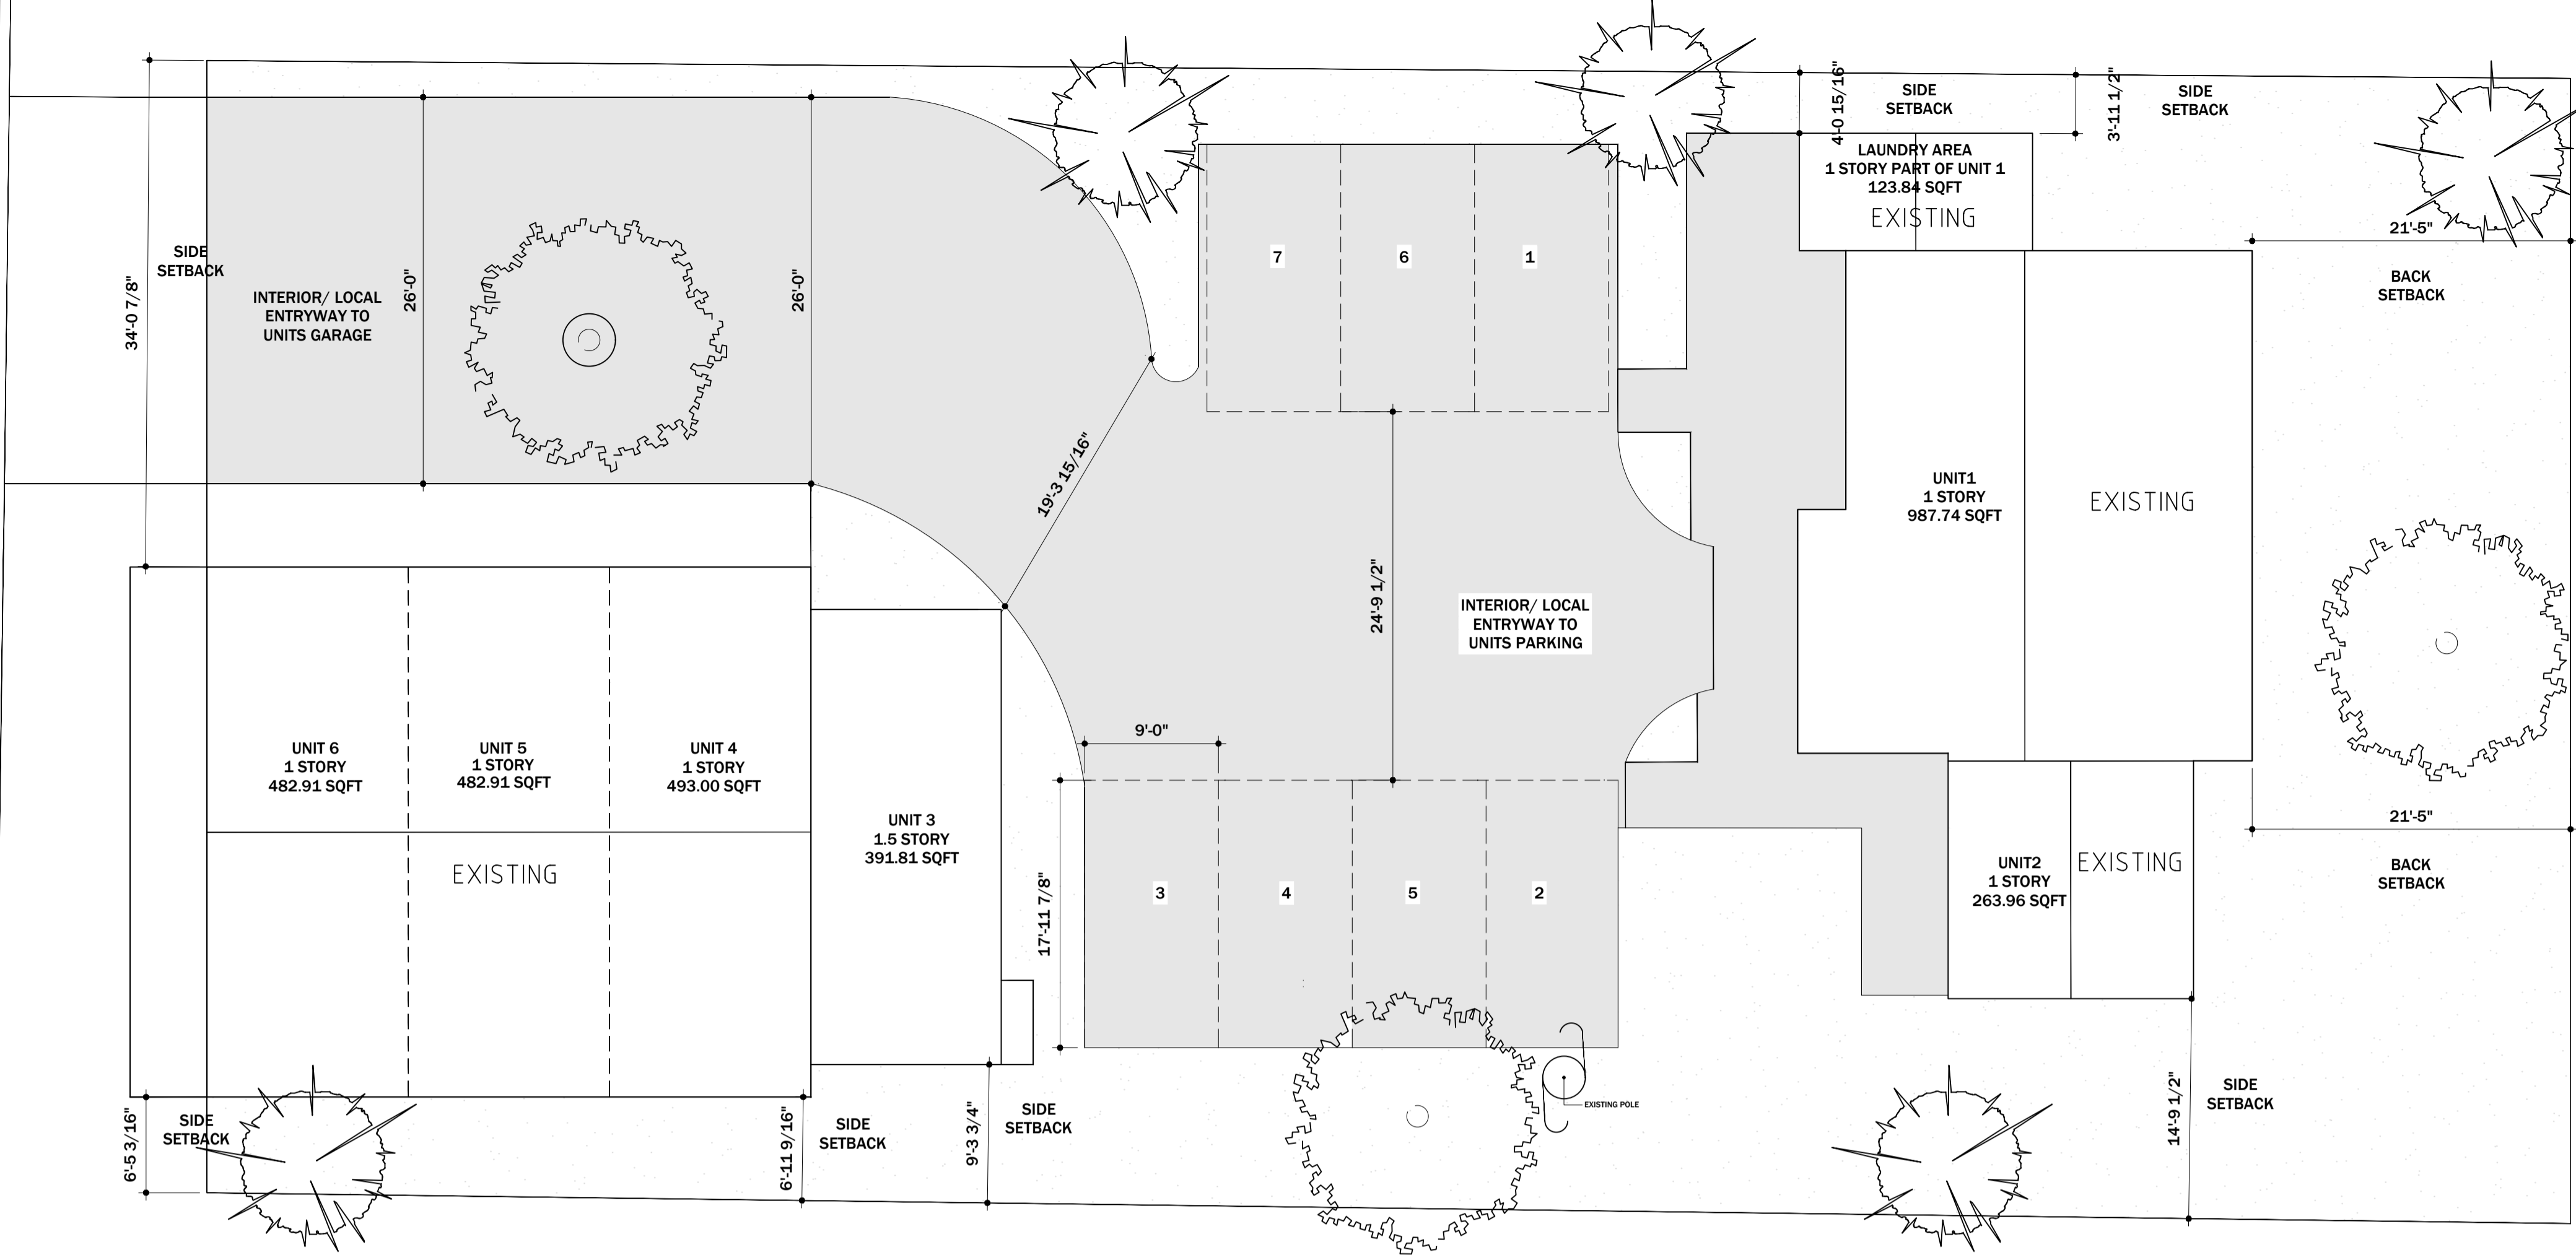 4'-0 15/16"
SIDE
SETBACK
3'-11 1/2"
SIDE
SETBACK
LAUNDRY AREA
1 STORY PART OF UNIT 1
123.84 SQFT
EXISTING
21'-5"
BACK
SETBACK
SIDE
SETBACK
34'-0 7/8"
INTERIOR/ LOCAL
ENTRYWAY TO
UNITS GARAGE
26'-0"
26'-0"
7
6
1
19'-3 15/16"
UNIT1
1 STORY
987.74 SQFT
EXISTING
24'-9 1/2"
INTERIOR/ LOCAL
ENTRYWAY TO
UNITS PARKING
9'-0"
UNIT 6
1 STORY
482.91 SQFT
UNIT 5
1 STORY
482.91 SQFT
UNIT 4
1 STORY
493.00 SQFT
EXISTING
UNIT 3
1.5 STORY
391.81 SQFT
17'-11 7/8"
3
4
5
2
UNIT2
1 STORY
263.96 SQFT
EXISTING
21'-5"
BACK
SETBACK
6'-5 3/16"
SIDE
SETBACK
6'-11 9/16"
SIDE
SETBACK
9'-3 3/4"
SIDE
SETBACK
EXISTING POLE
14'-9 1/2"
SIDE
SETBACK